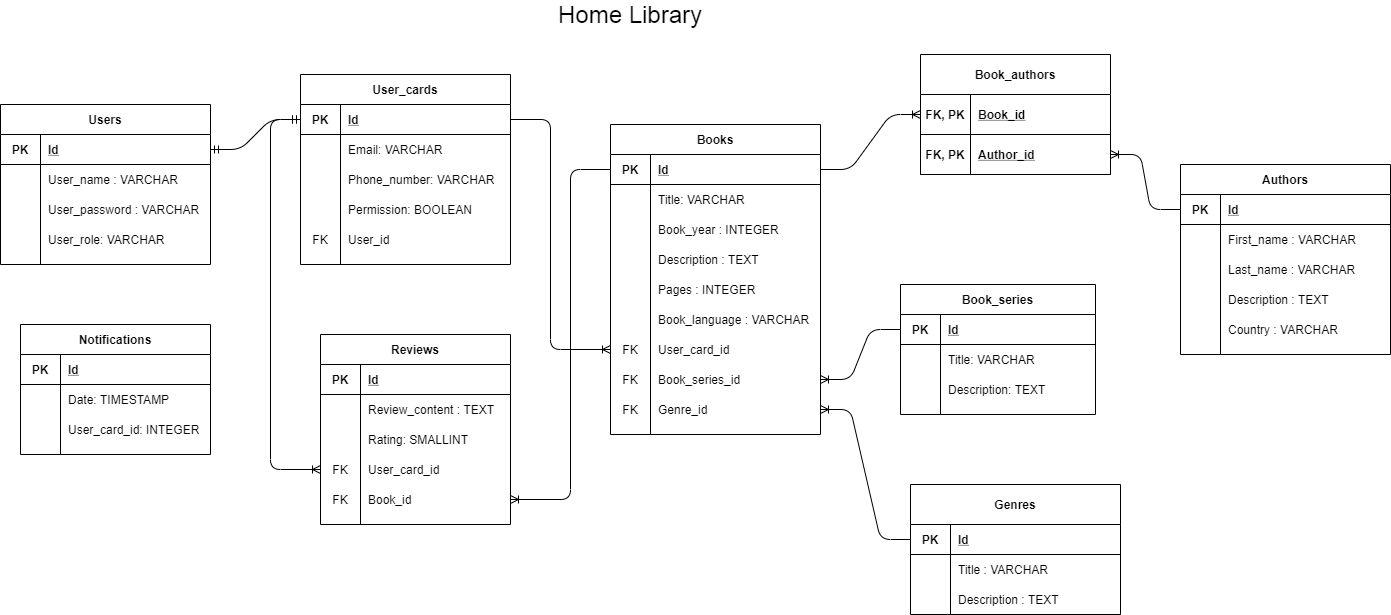 Home Library
Users
PK Id
User_name : VARCHAR
User_password : VARCHAR
User_role: VARCHAR
User_cards
PK Id
Email: VARCHAR
Phone_number: VARCHAR
Permission: BOOLEAN
FK User_id
Notifications
PK Id
Date: TIMESTAMP
User_card_id: INTEGER
Reviews
PK Id
Review_content : TEXT
Rating: SMALLINT
FK User_card_id
FK Book_id
Books
PK Id
Title: VARCHAR
Book_year : INTEGER
Description : TEXT
Pages : INTEGER
Book_language : VARCHAR
FK User_card_id
FK Book_series_id
FK Genre_id
Book_authors
FK, PK Book_id
FK, PK Author_id
Authors
PK Id
First_name : VARCHAR
Last_name : VARCHAR
Description : TEXT
Country : VARCHAR
Book_series
PK Id
Title: VARCHAR
Description: TEXT
Genres
PK Id
Title : VARCHAR
Description : TEXT